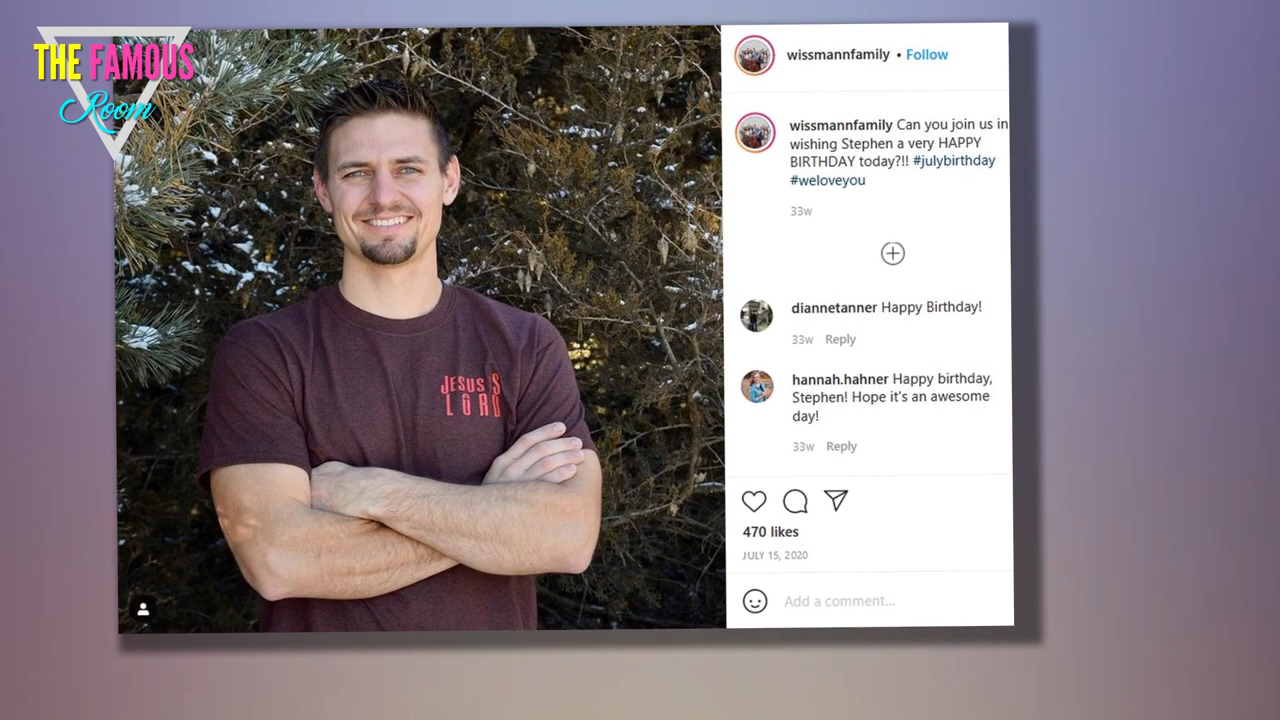 THE FAMOUS
Room
wissmannfamily • Follow
wissmannfamily Can you join us in
wishing Stephen a very HAPPY
BIRTHDAY today?!! #julybirthday
#weloveyou
33w
diannetanner Happy Birthday!
33w Reply
hannah.hahner Happy birthday,
Stephen! Hope it's an awesome
day!
33w Reply
470 likes
JULY 15, 2020
Add a comment...
JESUS IS
LORD